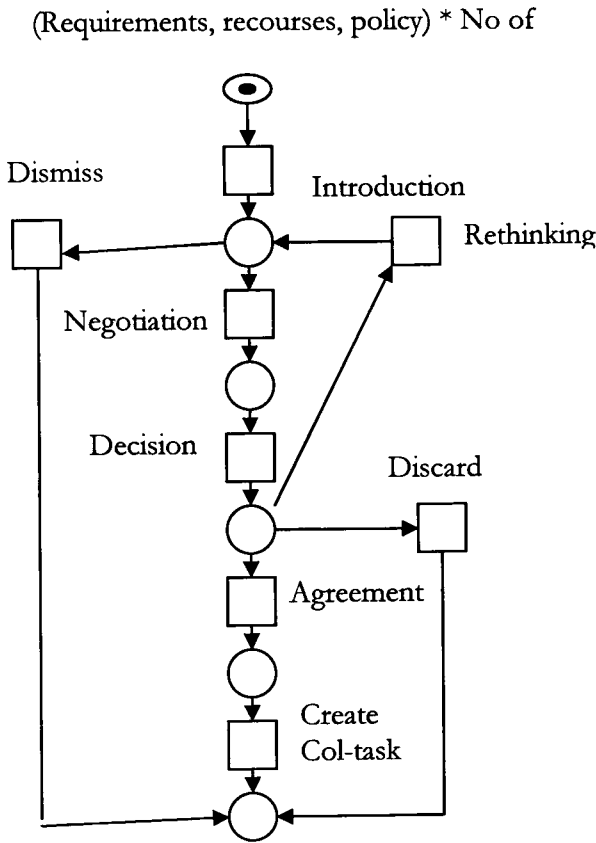 (Requirements, recourses, policy) * No of
Dismiss
Introduction
Rethinking
Negotiation
Decision
Discard
Agreement
Create
Col-task